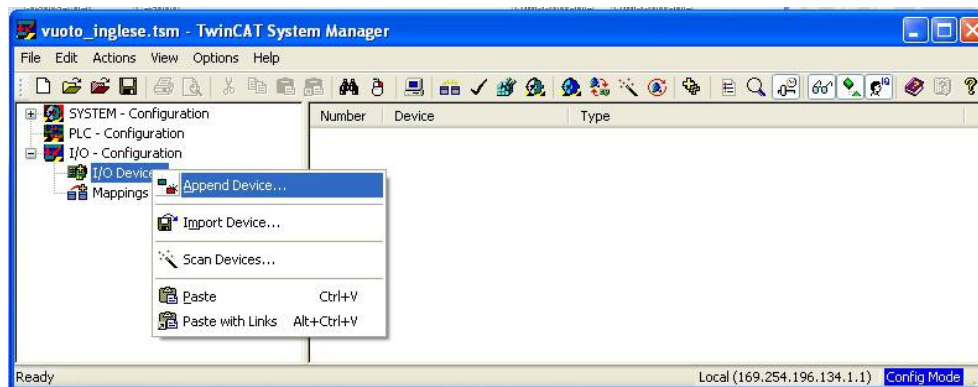 vuoto_inglese.tsm - TwinCAT System Manager
File Edit Actions View Options Help
SYSTEM - Configuration
PLC - Configuration
I/O - Configuration
I/O Device
Mappings
Number Device Type
Append Device...
Import Device...
Scan Devices...
Paste Ctrl+V
Paste with Links Alt+Ctrl+V
Ready Local (169.254.196.134.1.1) Config Mode